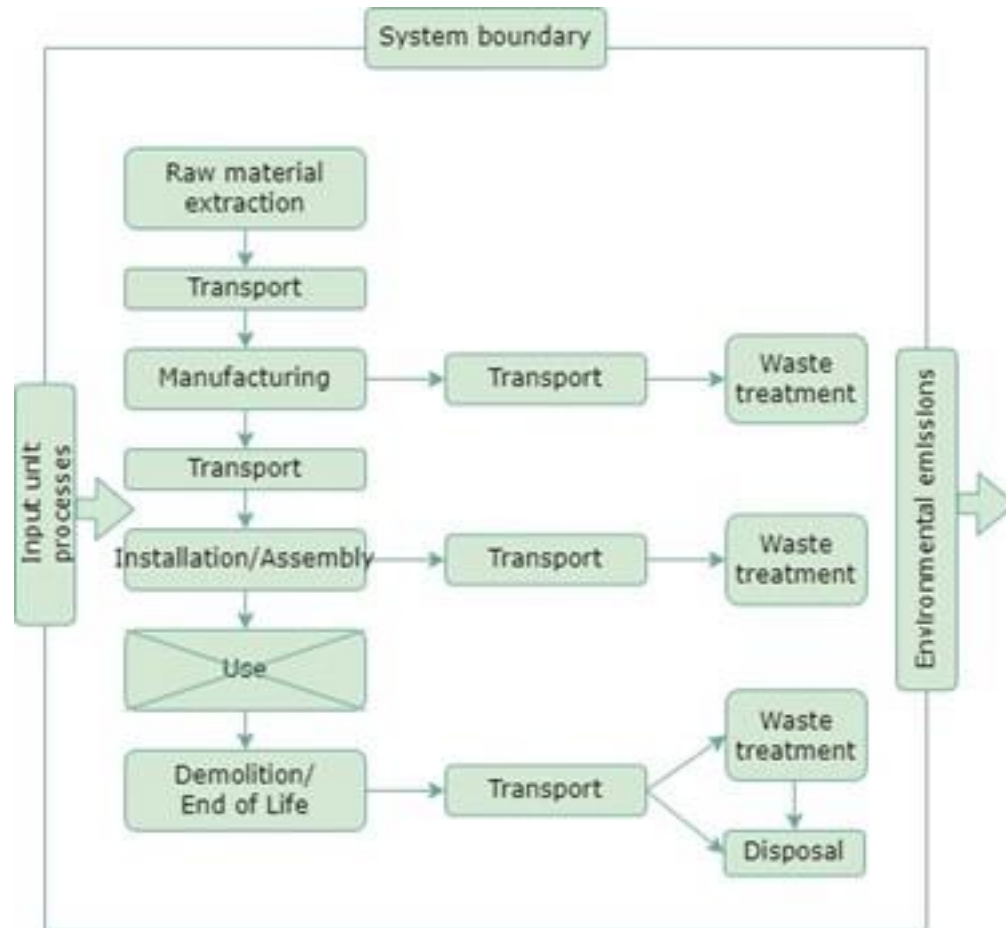 System boundary
Raw material
extraction
Transport
Manufacturing
Transport
Waste
treatment
Transport
Input unit
processes
Environmental emissions
Installation/Assembly
Transport
Waste
treatment
Use
Demolition/
End of Life
Transport
Waste
treatment
Disposal